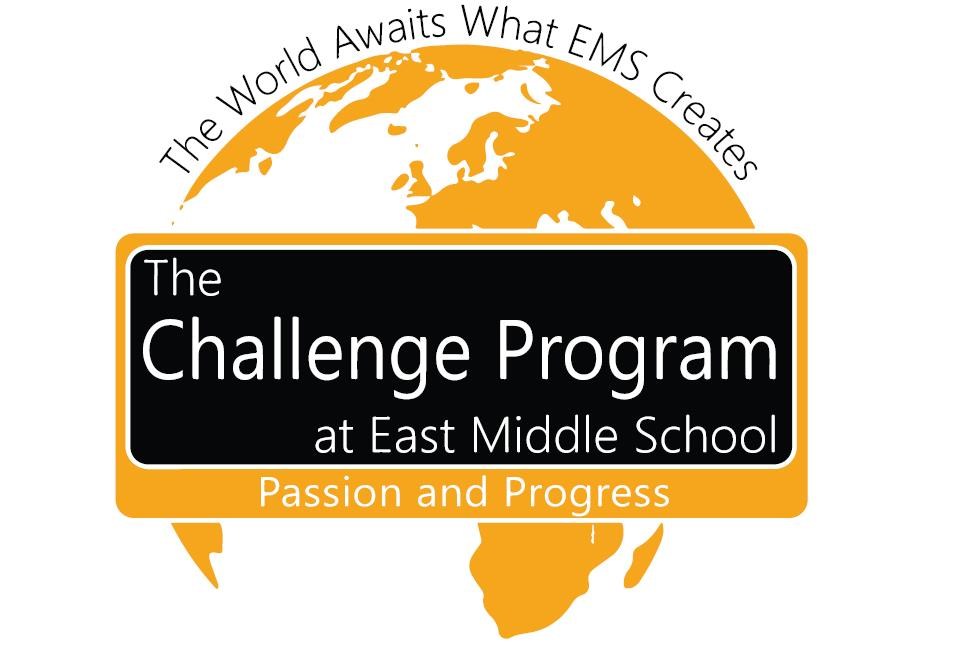 The World Awaits What EMS Creates
The
Challenge Program
at East Middle School
Passion and Progress